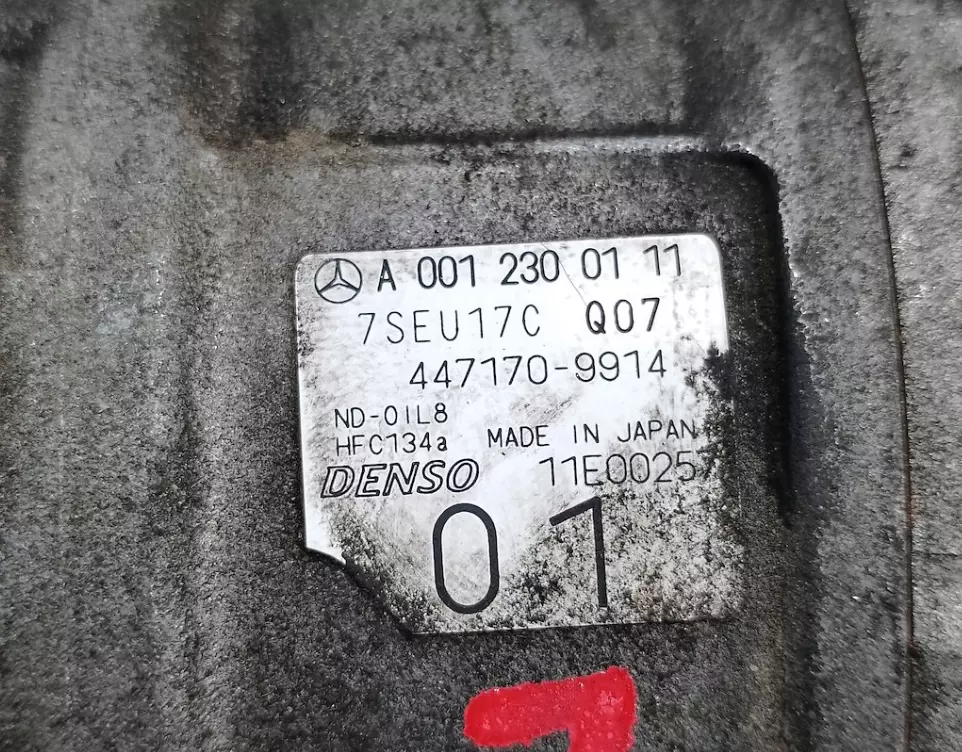 A 001 230 01 11
7SEU17C Q07
447170-9914
ND-OIL8
HFC134a MADE IN JAPAN
DENSO 11E0025
01